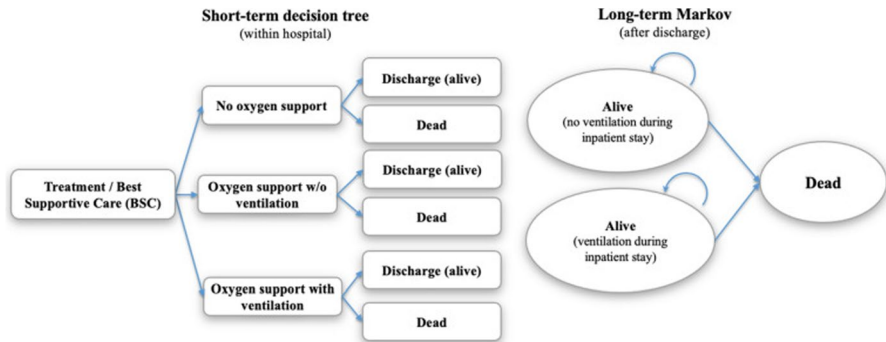 Short-term decision tree
(within hospital)
Treatment / Best
Supportive Care (BSC)
No oxygen support
Oxygen support w/o
ventilation
Oxygen support with
ventilation
Discharge (alive)
Dead
Discharge (alive)
Dead
Discharge (alive)
Dead
Long-term Markov
(after discharge)
Alive
(no ventilation during
inpatient stay)
Alive
(ventilation during
inpatient stay)
Dead